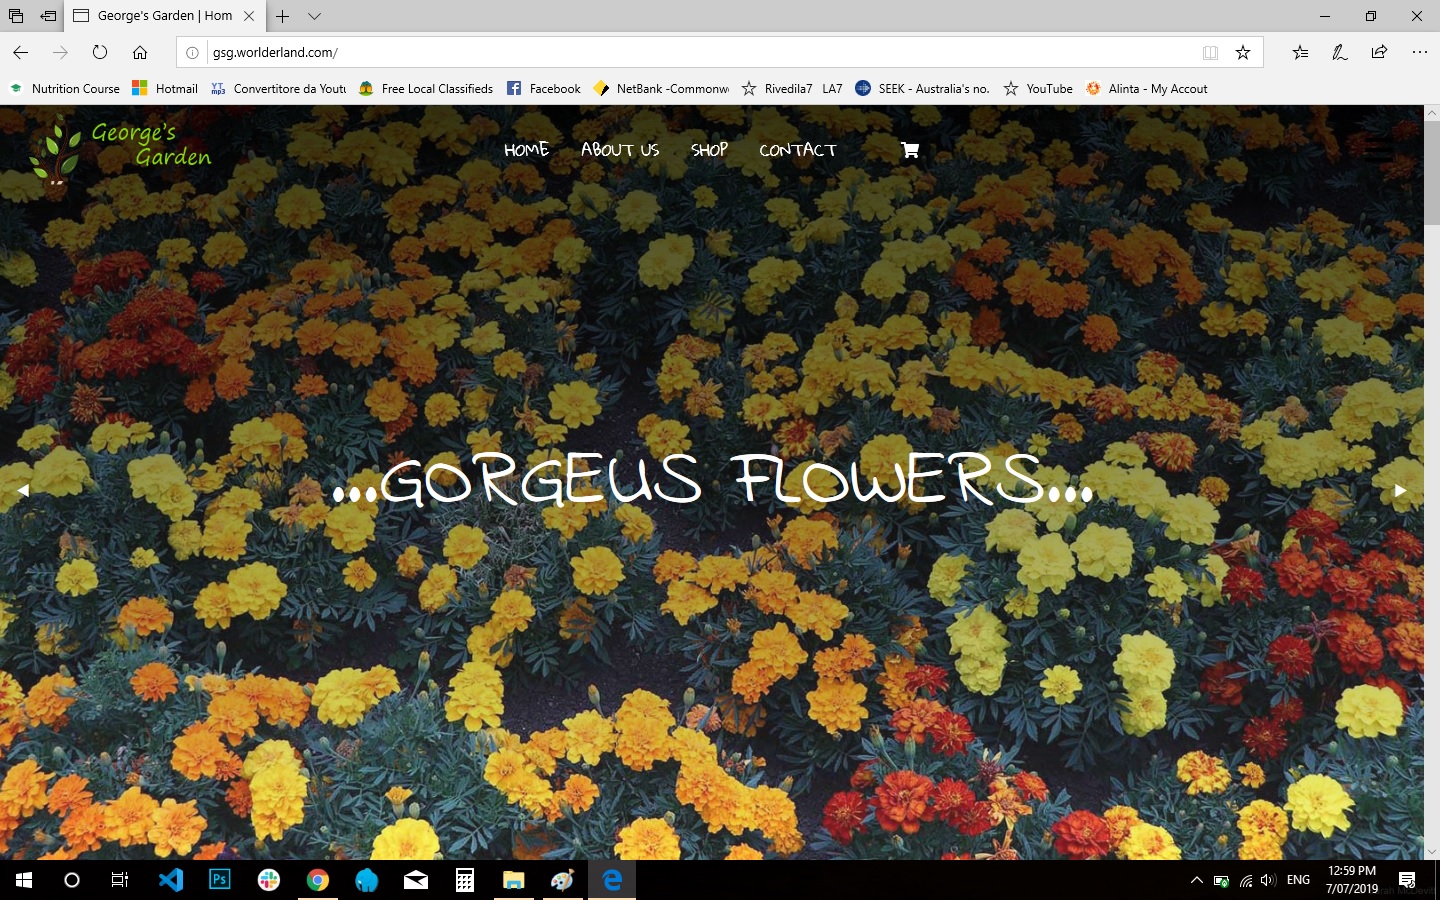 George's Garden | Hom
gsg.worlderland.com/
Nutrition Course Hotmail Convertitore da Youtu Free Local Classifieds Facebook NetBank -Commonw Rivedila7 LA7 SEEK - Australia's no. YouTube Alinta - My Accout
George's
Garden
HOME ABOUT US SHOP CONTACT
...GORGEUS FLOWERS...
Ps
ENG
12:59 PM
7/07/2019